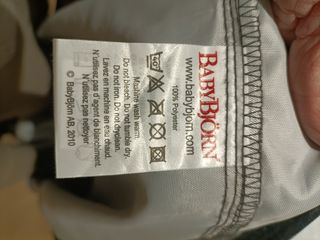 BABYBJÖRN
www.babybjorn.com
100% Polyester
40°
Machine wash warm.
Do not bleach. Do not tumble dry.
Do not iron. Do not dryclean.
Lavez en machine en eau chaud.
N'utilisez pas d'agent de blanchiment.
N'utilisez pas nettoyer
© BabyBjörn AB, 2010